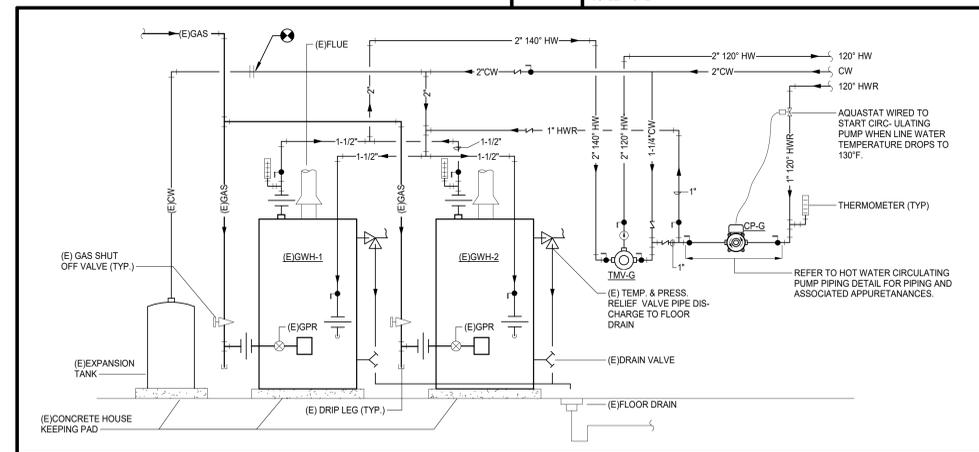 (E)GAS
(E)FLUE
2" 140° HW
2" 120° HW
120° HW
2"CW
2"CW
CW
120° HWR
2"
2"
AQUASTAT WIRED TO
START CIRC- ULATING
PUMP WHEN LINE WATER
TEMPERATURE DROPS TO
130°F.
1" HWR
1-1/2"
1-1/2"
1-1/2"
1-1/2"
2" 140° HW
2" 120° HW
1-1/4"CW
1" 120° HWR
(E)CW
(E)GAS
(E)GAS
1"
THERMOMETER (TYP)
CP-G
(E)GWH-1
(E)GWH-2
TMV-G
1"
(E) GAS SHUT
OFF VALVE (TYP.)
REFER TO HOT WATER CIRCULATING
PUMP PIPING DETAIL FOR PIPING AND
ASSOCIATED APPURETANANCES.
(E) TEMP. & PRESS.
RELIEF VALVE PIPE DIS-
CHARGE TO FLOOR
DRAIN
(E)GPR
(E)GPR
(E)EXPANSION
TANK
(E)DRAIN VALVE
(E) DRIP LEG (TYP.)
(E)FLOOR DRAIN
(E)CONCRETE HOUSE
KEEPING PAD